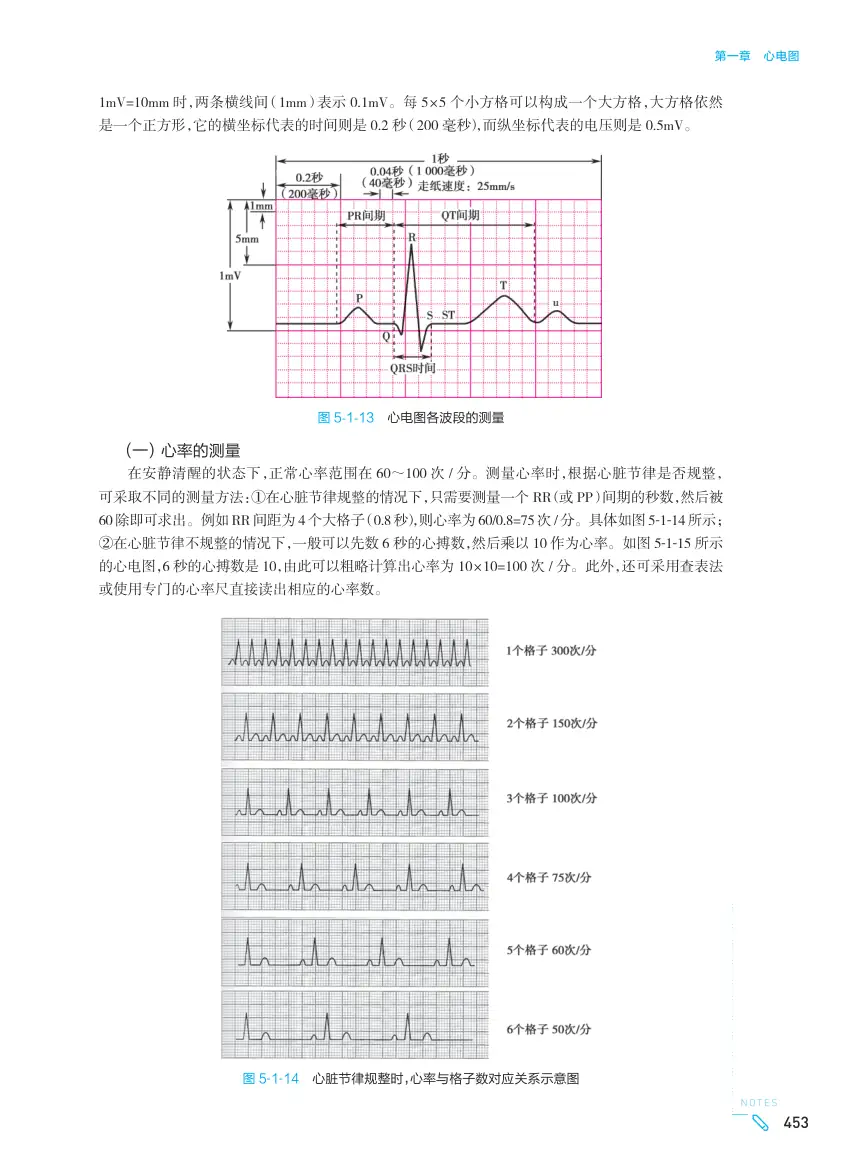 第一章 心电图
1mV=10mm 时,两条横线间(1mm)表示 0.1mV。每 5×5 个小方格可以构成一个大方格,大方格依然
是一个正方形,它的横坐标代表的时间则是 0.2 秒(200 毫秒),而纵坐标代表的电压则是 0.5mV。
1秒
0.2秒
0.04秒(1 000毫秒)
(200毫秒)
(40毫秒)
走纸速度:25mm/s
1mm
PR间期
QT间期
5mm
R
1mV
T
P
u
S ST
Q
QRS时间
图 5-1-13 心电图各波段的测量
(一)心率的测量
在安静清醒的状态下,正常心率范围在 60~100 次 / 分。测量心率时,根据心脏节律是否规整,
可采取不同的测量方法:①在心脏节律规整的情况下,只需要测量一个 RR(或 PP)间期的秒数,然后被
60 除即可求出。例如 RR 间距为 4 个大格子(0.8 秒),则心率为 60/0.8=75 次 / 分。具体如图 5-1-14 所示;
②在心脏节律不规整的情况下,一般可以先数 6 秒的心搏数,然后乘以 10 作为心率。如图 5-1-15 所示
的心电图,6 秒的心搏数是 10,由此可以粗略计算出心率为 10×10=100 次 / 分。此外,还可采用查表法
或使用专门的心率尺直接读出相应的心率数。
1个格子 300次/分
2个格子 150次/分
3个格子 100次/分
4个格子 75次/分
5个格子 60次/分
6个格子 50次/分
图 5-1-14 心脏节律规整时,心率与格子数对应关系示意图
NOTES
453